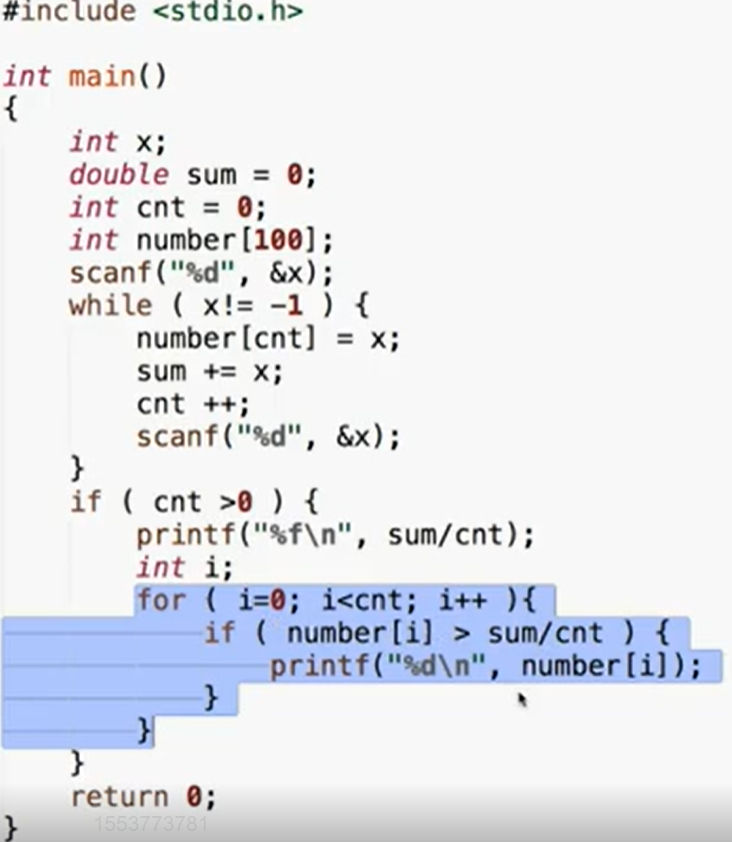 #include <stdio.h>
int main()
{
int x;
double sum = 0;
int cnt = 0;
int number[100];
scanf("%d", &x);
while ( x!= -1 ) {
number[cnt] = x;
sum += x;
cnt ++;
scanf("%d", &x);
}
if ( cnt >0 ) {
printf("%f\n", sum/cnt);
int i;
for ( i=0; i<cnt; i++ ){
if ( number[i] > sum/cnt ) {
printf("%d\n", number[i]);
}
}
}
return 0;
}
1553773781